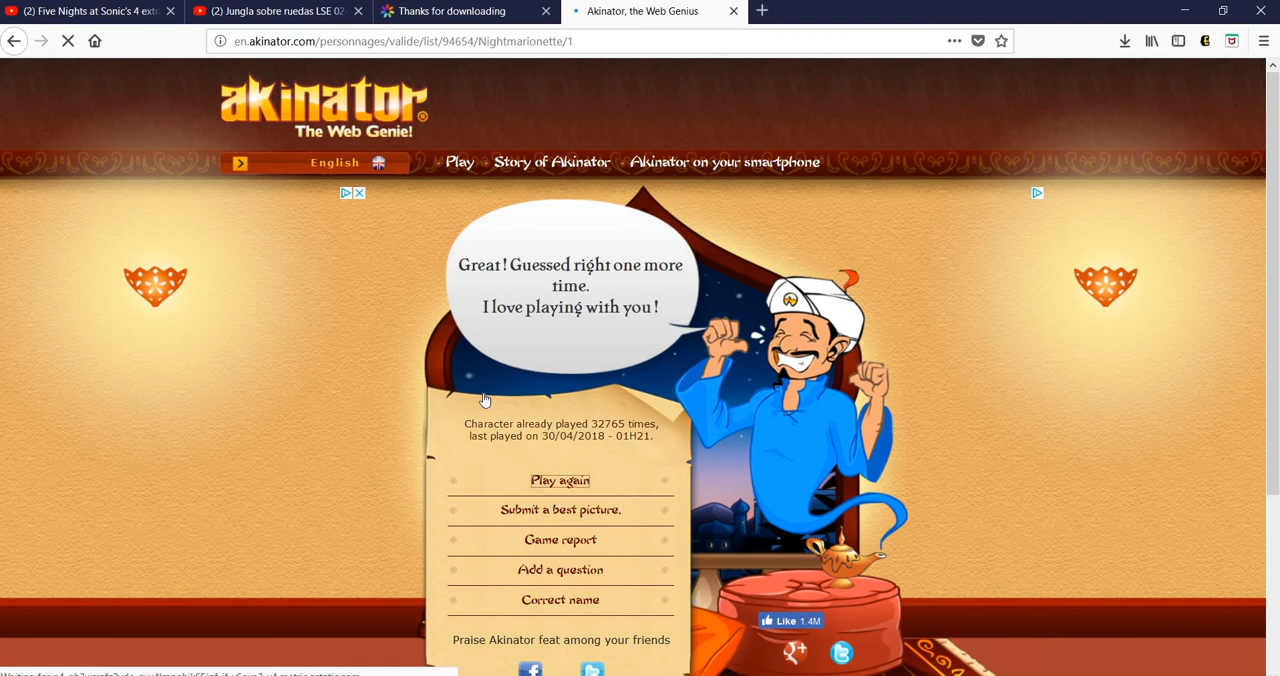 (2) Five Nights at Sonic's 4 extr
(2) Jungla sobre ruedas LSE 02
Thanks for downloading
Akinator, the Web Genius
en.akinator.com/personnages/valide/list/94654/Nightmarionette/1
akinator®
The Web Genie!
English
Play
Story of Akinator
Akinator on your smartphone
Great! Guessed right one more
time.
I love playing with you!
Character already played 32765 times,
last played on 30/04/2018 - 01H21.
Play again
Submit a best picture.
Game report
Add a question
Correct name
Like 1.4M
Praise Akinator feat among your friends